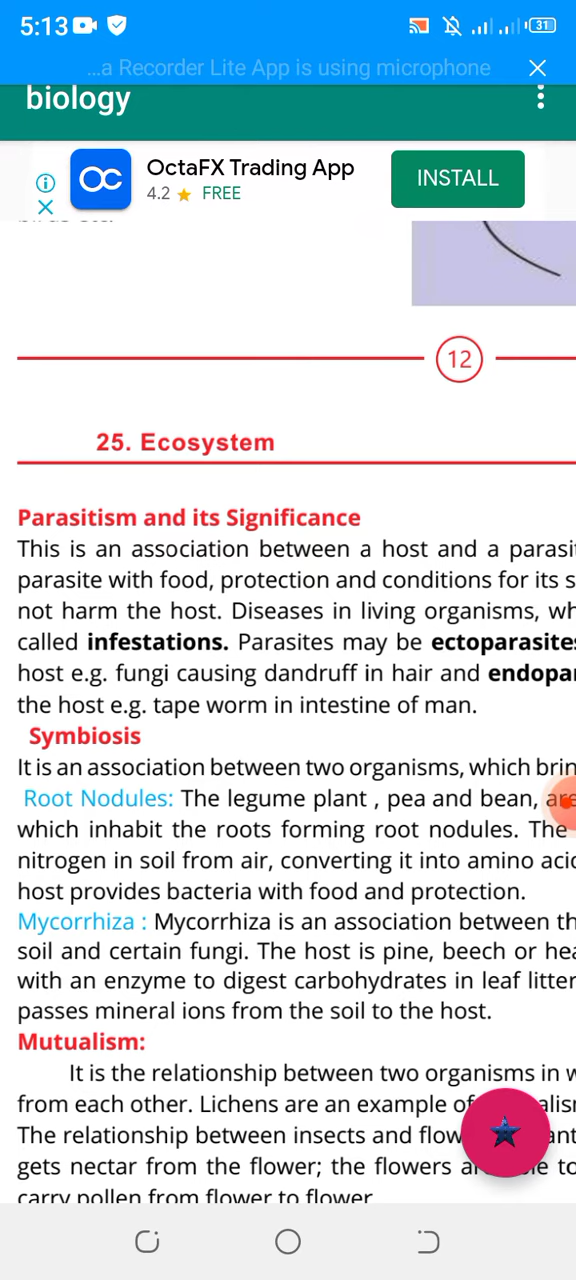 5:13
31
...a Recorder Lite App is using microphone
biology
OctaFX Trading App
4.2 ★ FREE
INSTALL
12
25. Ecosystem
Parasitism and its Significance
This is an association between a host and a parasi
parasite with food, protection and conditions for its s
not harm the host. Diseases in living organisms, wh
called infestations. Parasites may be ectoparasite
host e.g. fungi causing dandruff in hair and endopa
the host e.g. tape worm in intestine of man.
Symbiosis
It is an association between two organisms, which brin
Root Nodules: The legume plant , pea and bean, are
which inhabit the roots forming root nodules. The
nitrogen in soil from air, converting it into amino acid
host provides bacteria with food and protection.
Mycorrhiza : Mycorrhiza is an association between th
soil and certain fungi. The host is pine, beech or hea
with an enzyme to digest carbohydrates in leaf litter
passes mineral ions from the soil to the host.
Mutualism:
It is the relationship between two organisms in w
from each other. Lichens are an example of
The relationship between insects and flow
gets nectar from the flower; the flowers to
carry pollen from flower to flower